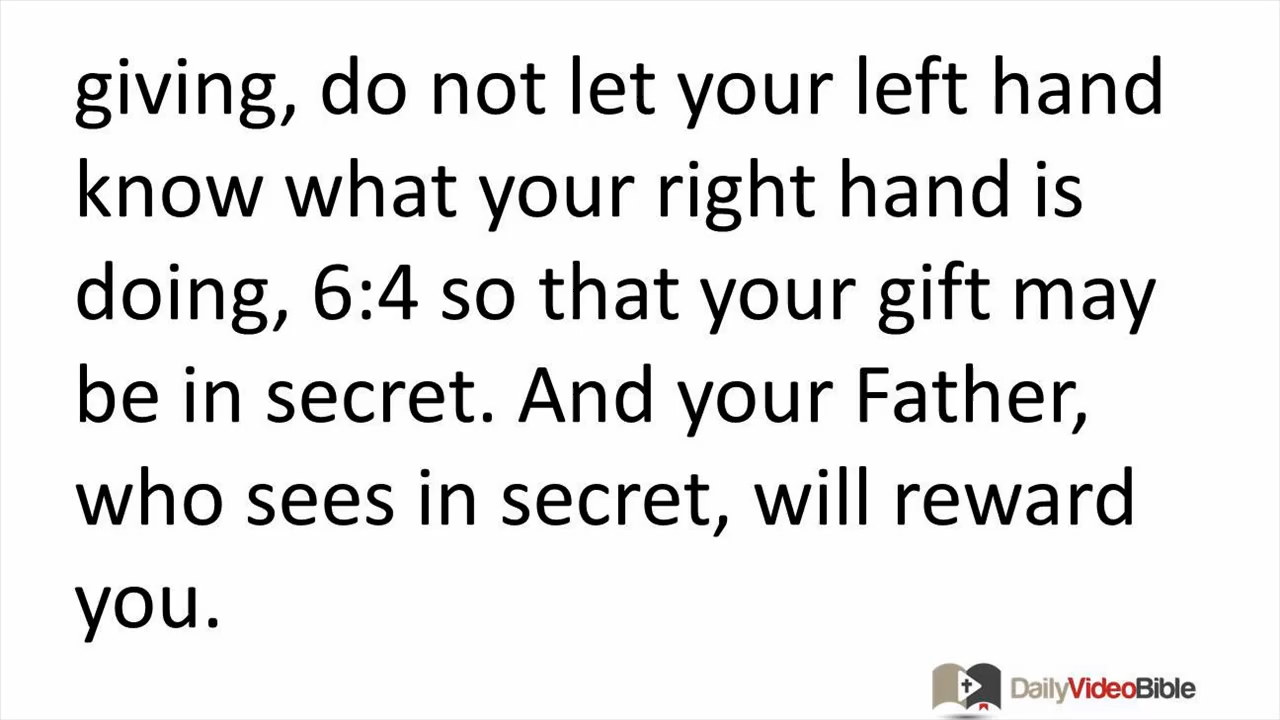 giving, do not let your left hand
know what your right hand is
doing, 6:4 so that your gift may
be in secret. And your Father,
who sees in secret, will reward
you.
DailyVideoBible